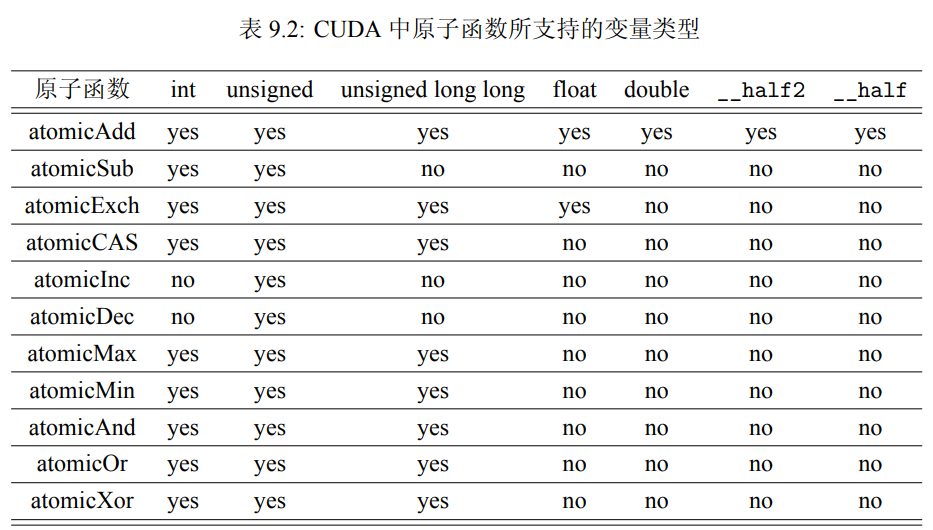 表 9.2: CUDA 中原子函数所支持的变量类型
原子函数 int unsigned unsigned long long float double __half2 __half
atomicAdd yes yes yes yes yes yes yes
atomicSub yes yes no no no no no
atomicExch yes yes yes yes no no no
atomicCAS yes yes yes no no no no
atomicInc no yes no no no no no
atomicDec no yes no no no no no
atomicMax yes yes yes no no no no
atomicMin yes yes yes no no no no
atomicAnd yes yes yes no no no no
atomicOr yes yes yes no no no no
atomicXor yes yes yes no no no no